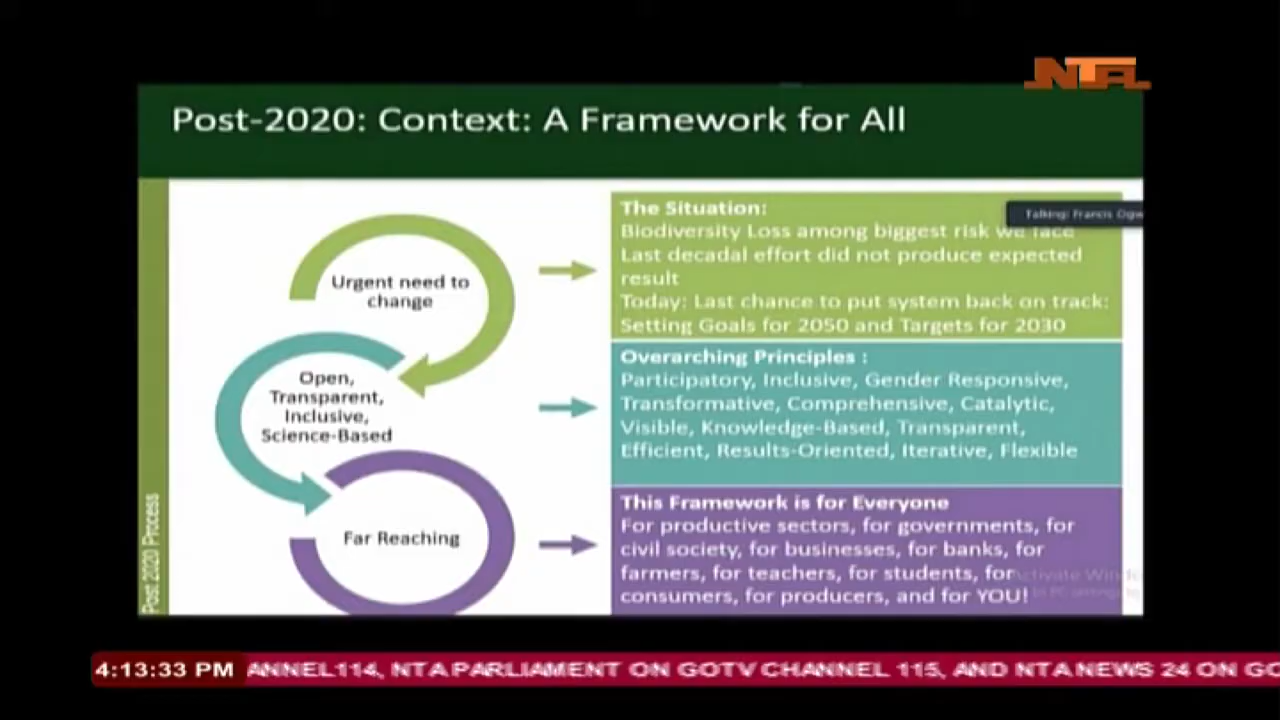 NTA
Post-2020: Context: A Framework for All
Talking: Francis Ogw
Urgent need to
change
Open,
Transparent,
Inclusive,
Science-Based
Far Reaching
The Situation:
Biodiversity Loss among biggest risk we face
Last decadal effort did not produce expected
result
Today: Last chance to put system back on track:
Setting Goals for 2050 and Targets for 2030
Overarching Principles :
Participatory, Inclusive, Gender Responsive,
Transformative, Comprehensive, Catalytic,
Visible, Knowledge-Based, Transparent,
Efficient, Results-Oriented, Iterative, Flexible
This Framework is for Everyone
For productive sectors, for governments, for
civil society, for businesses, for banks, for
farmers, for teachers, for students, for
consumers, for producers, and for YOU!
Post 2020 Process
4:13:33 PM
ANNEL 114, NTA PARLIAMENT ON GOTV CHANNEL 115, AND NTA NEWS 24 ON GO